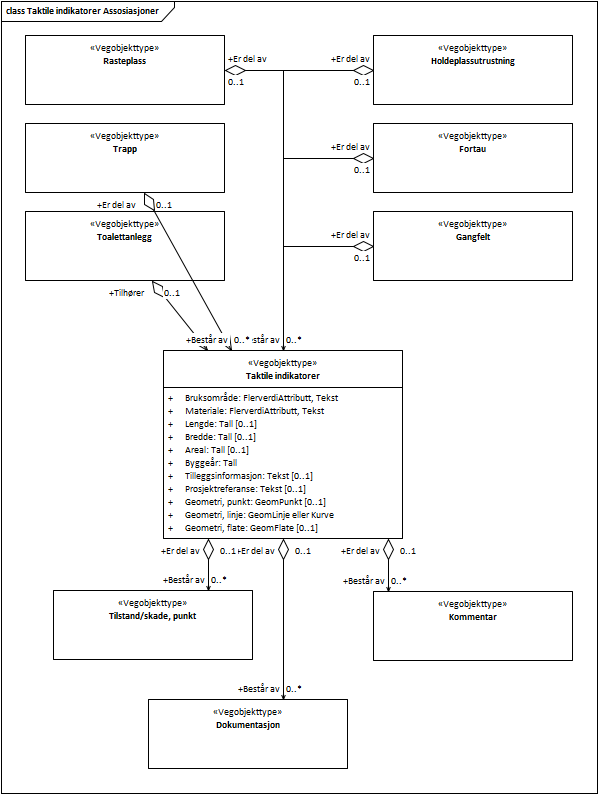 class Taktile indikatorer Assosiasjoner
«Vegobjekttype»
Rasteplass
+Er del av
0..1
+Er del av
0..1
«Vegobjekttype»
Holdeplassutrustning
«Vegobjekttype»
Trapp
+Er del av
0..1
+Er del av
0..1
«Vegobjekttype»
Fortau
«Vegobjekttype»
Toalettanlegg
+Tilhører
0..1
+Er del av
0..1
«Vegobjekttype»
Gangfelt
+Består av
0..*
står av
0..*
«Vegobjekttype»
Taktile indikatorer
+ Bruksområde: FlerverdiAttributt, Tekst
+ Materiale: FlerverdiAttributt, Tekst
+ Lengde: Tall [0..1]
+ Bredde: Tall [0..1]
+ Areal: Tall [0..1]
+ Byggeår: Tall
+ Tilleggsinformasjon: Tekst [0..1]
+ Prosjektreferanse: Tekst [0..1]
+ Geometri, punkt: GeomPunkt [0..1]
+ Geometri, linje: GeomLinje eller Kurve
+ Geometri, flate: GeomFlate [0..1]
+Er del av
0..1
+Er del av
0..1
+Er del av
0..1
+Består av
0..*
+Består av
0..*
«Vegobjekttype»
Tilstand/skade, punkt
«Vegobjekttype»
Kommentar
+Består av
0..*
«Vegobjekttype»
Dokumentasjon